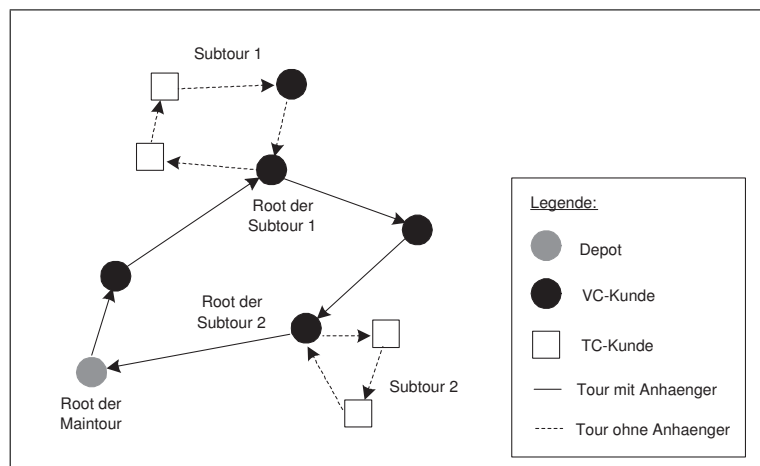 Subtour 1
Root der
Subtour 1
Root der
Subtour 2
Subtour 2
Root der
Maintour
Legende:
Depot
VC-Kunde
TC-Kunde
Tour mit Anhaenger
Tour ohne Anhaenger